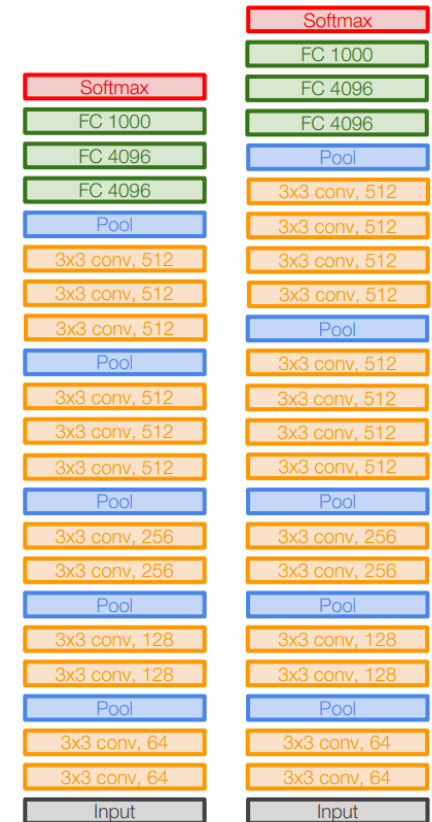 Softmax
FC 1000
FC 4096
FC 4096
Pool
3x3 conv, 512
3x3 conv, 512
3x3 conv, 512
Pool
3x3 conv, 512
3x3 conv, 512
3x3 conv, 512
Pool
3x3 conv, 256
3x3 conv, 256
Pool
3x3 conv, 128
3x3 conv, 128
Pool
3x3 conv, 64
3x3 conv, 64
Input
Softmax
FC 1000
FC 4096
FC 4096
Pool
3x3 conv, 512
3x3 conv, 512
3x3 conv, 512
3x3 conv, 512
Pool
3x3 conv, 512
3x3 conv, 512
3x3 conv, 512
3x3 conv, 512
Pool
3x3 conv, 256
3x3 conv, 256
Pool
3x3 conv, 128
3x3 conv, 128
Pool
3x3 conv, 64
3x3 conv, 64
Input